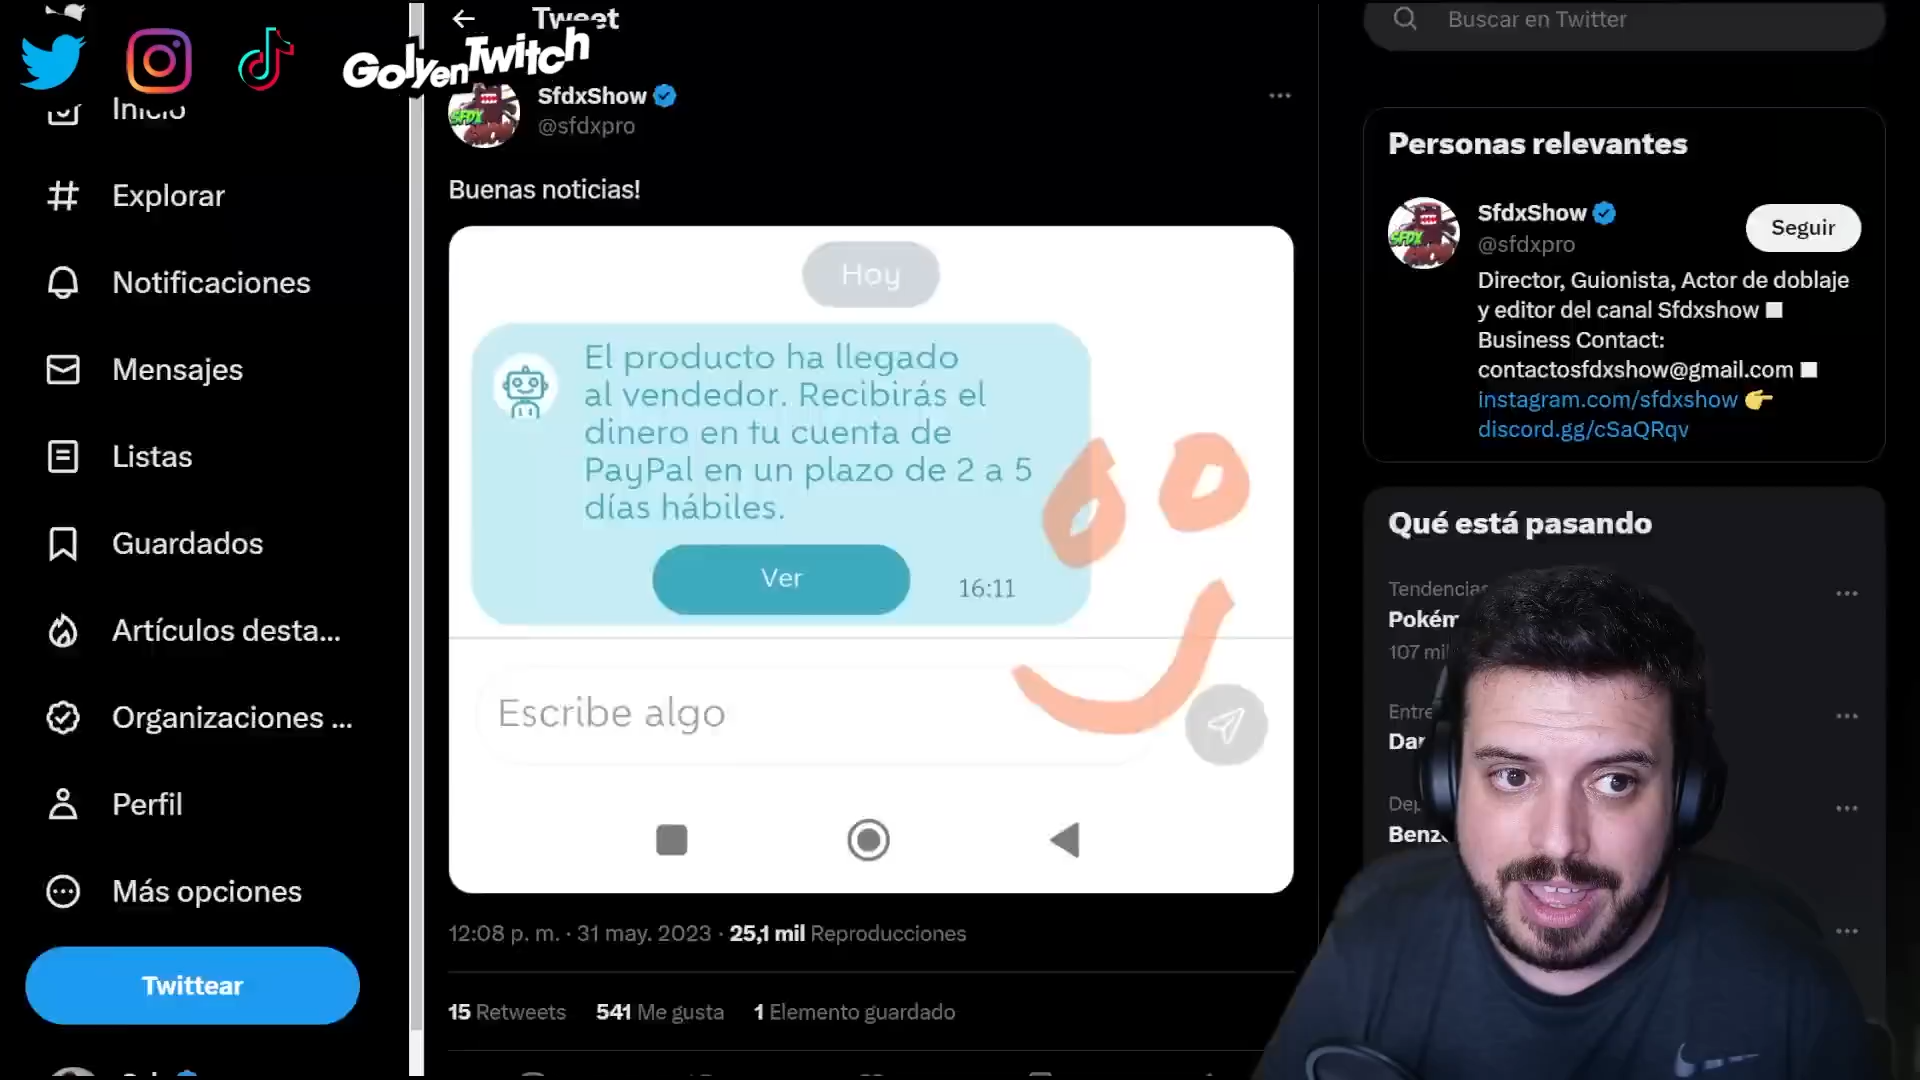 Tweet
Buscar en Twitter
GolyenTwitch
Inicio
Explorar
Notificaciones
Mensajes
Listas
Guardados
Artículos desta...
Organizaciones ...
Perfil
Más opciones
Twittear
SfdxShow
@sfdxpro
Buenas noticias!
Hoy
El producto ha llegado
al vendedor. Recibirás el
dinero en tu cuenta de
PayPal en un plazo de 2 a 5
días hábiles.
Ver
16:11
Escribe algo
12:08 p. m. · 31 may. 2023 · 25,1 mil Reproducciones
15 Retweets 541 Me gusta 1 Elemento guardado
Personas relevantes
SfdxShow
@sfdxpro
Seguir
Director, Guionista, Actor de doblaje
y editor del canal Sfdxshow
Business Contact:
contactosfdxshow@gmail.com
instagram.com/sfdxshow
discord.gg/cSaQRqv
Qué está pasando
Tendencias
Pokém
107 mil
Entre
Dar
Dep
Benz